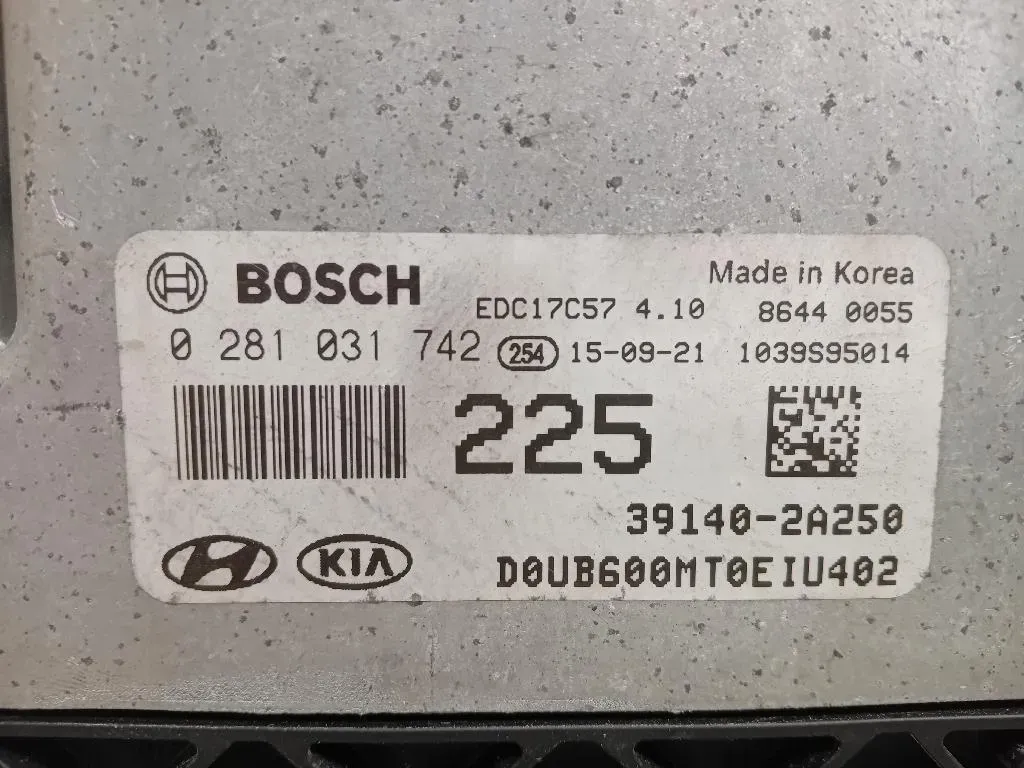 BOSCH
Made in Korea
EDC17C57 4.10 8644 0055
0 281 031 742 254 15-09-21 1039S95014
225
39140-2A250
KIA D0UB600MT0EIU402